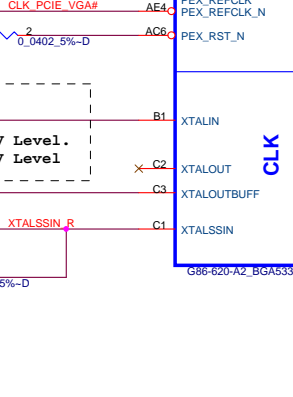 PEX_REFCLK
CLK_PCIE_VGA# AE4 PEX_REFCLK_N
2 AC6 PEX_RST_N
0_0402_5%~D
B1 XTALIN
Level.
Level
C2 XTALOUT
CLK
C3 XTALOUTBUFF
XTALSSIN_R C1 XTALSSIN
G86-620-A2_BGA533
5%~D